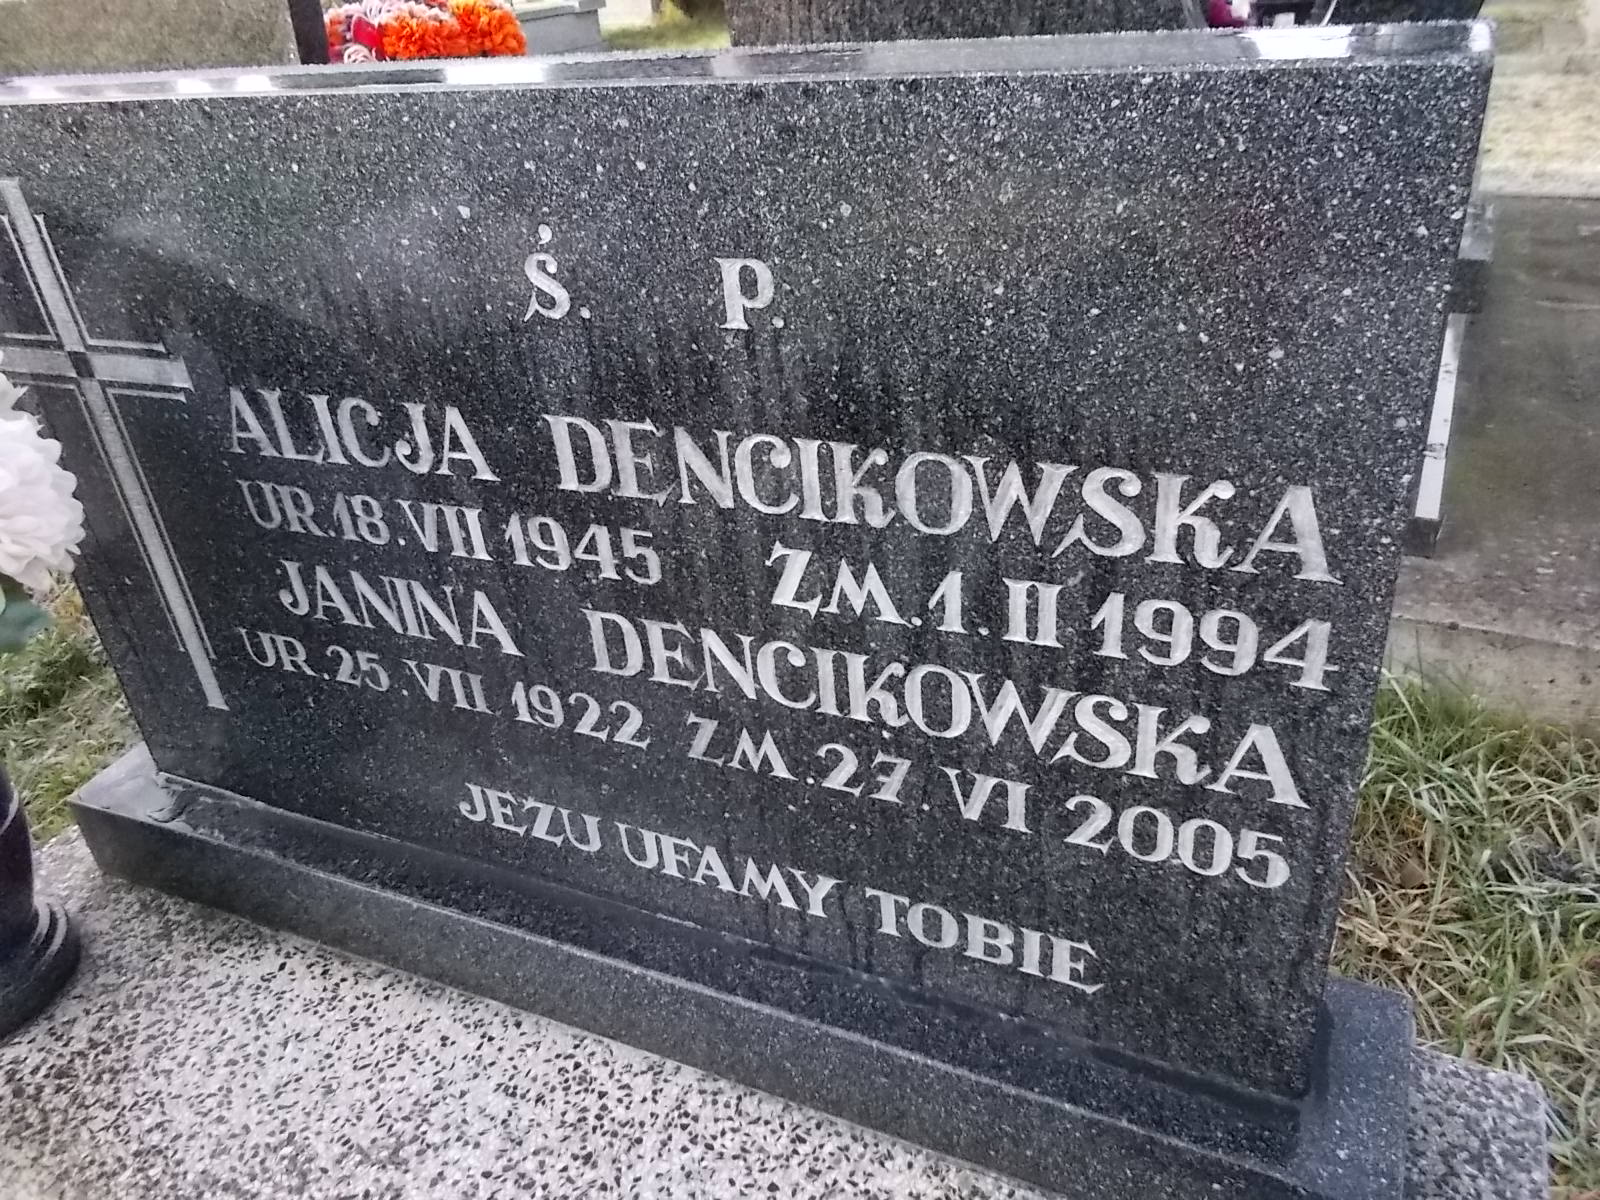 Ś. P.
ALICJA DENCIKOWSKA
UR.18.VII 1945 ZM.1.II 1994
JANINA DENCIKOWSKA
UR.25.VII 1922 ZM.27.VI 2005
JEZU UFAMY TOBIE